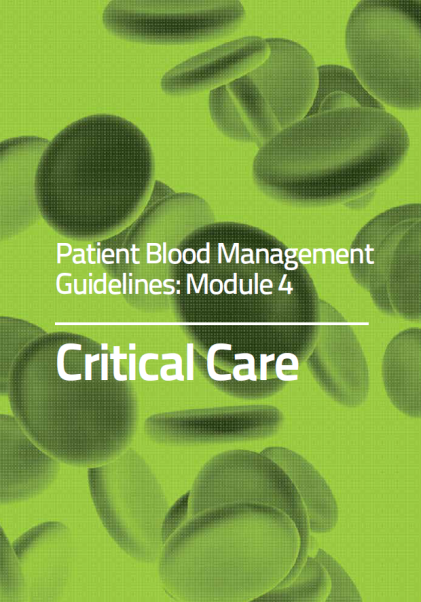 Patient Blood Management
Guidelines: Module 4
Critical Care